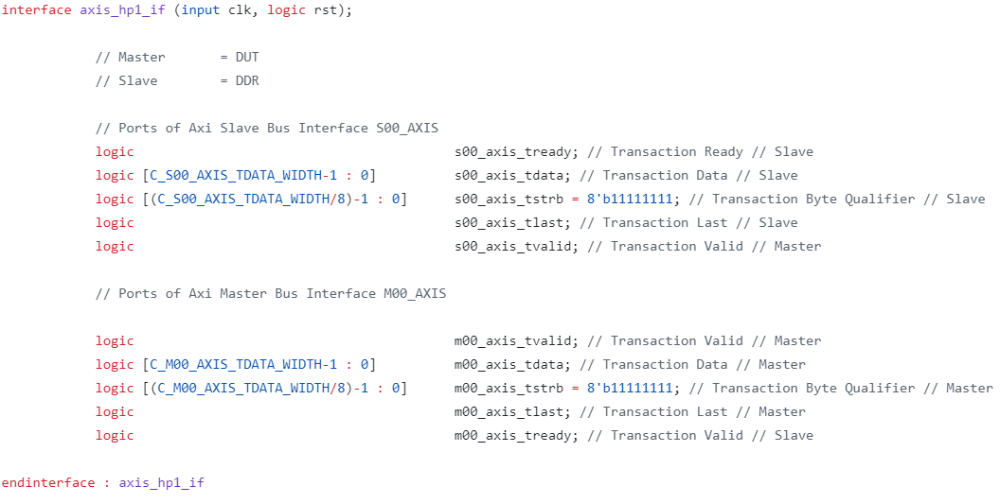 interface axis_hp1_if (input clk, logic rst);
// Master = DUT
// Slave = DDR
// Ports of Axi Slave Bus Interface S00_AXIS
logic s00_axis_tready; // Transaction Ready // Slave
logic [C_S00_AXIS_TDATA_WIDTH-1 : 0] s00_axis_tdata; // Transaction Data // Slave
logic [(C_S00_AXIS_TDATA_WIDTH/8)-1 : 0] s00_axis_tstrb = 8'b11111111; // Transaction Byte Qualifier // Slave
logic s00_axis_tlast; // Transaction Last // Slave
logic s00_axis_tvalid; // Transaction Valid // Master
// Ports of Axi Master Bus Interface M00_AXIS
logic m00_axis_tvalid; // Transaction Valid // Master
logic [C_M00_AXIS_TDATA_WIDTH-1 : 0] m00_axis_tdata; // Transaction Data // Master
logic [(C_M00_AXIS_TDATA_WIDTH/8)-1 : 0] m00_axis_tstrb = 8'b11111111; // Transaction Byte Qualifier // Master
logic m00_axis_tlast; // Transaction Last // Master
logic m00_axis_tready; // Transaction Valid // Slave
endinterface : axis_hp1_if